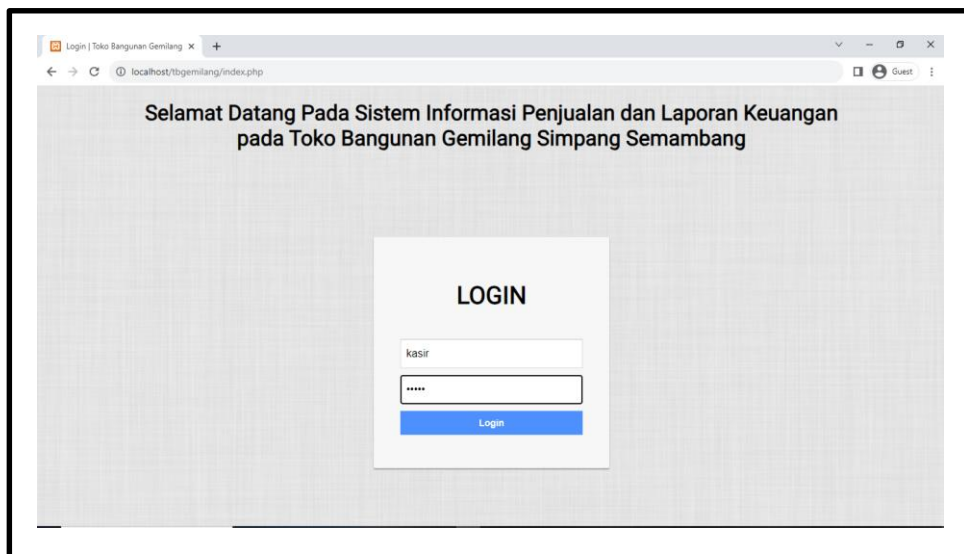 Login | Toko Bangunan Gemilang
localhost/tbgemilang/index.php
Guest
Selamat Datang Pada Sistem Informasi Penjualan dan Laporan Keuangan
pada Toko Bangunan Gemilang Simpang Semambang
LOGIN
kasir
•••••
Login